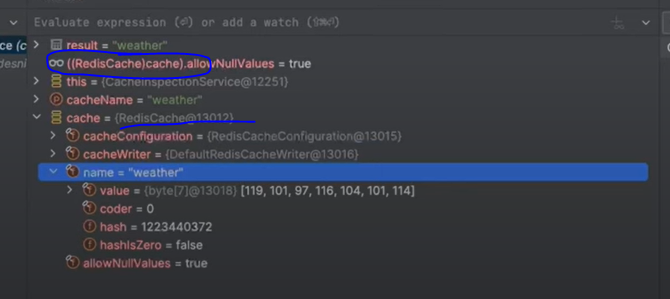 Evaluate expression (⏎) or add a watch (⇧⌘⏎)
result = "weather"
((RedisCache)cache).allowNullValues = true
this = {CacheInspectionService@12251}
cacheName = "weather"
cache = {RedisCache@13012}
cacheConfiguration = {RedisCacheConfiguration@13015}
cacheWriter = {DefaultRedisCacheWriter@13016}
name = "weather"
value = {byte[7]@13018} [119, 101, 97, 116, 104, 101, 114]
coder = 0
hash = 1223440372
hashIsZero = false
allowNullValues = true